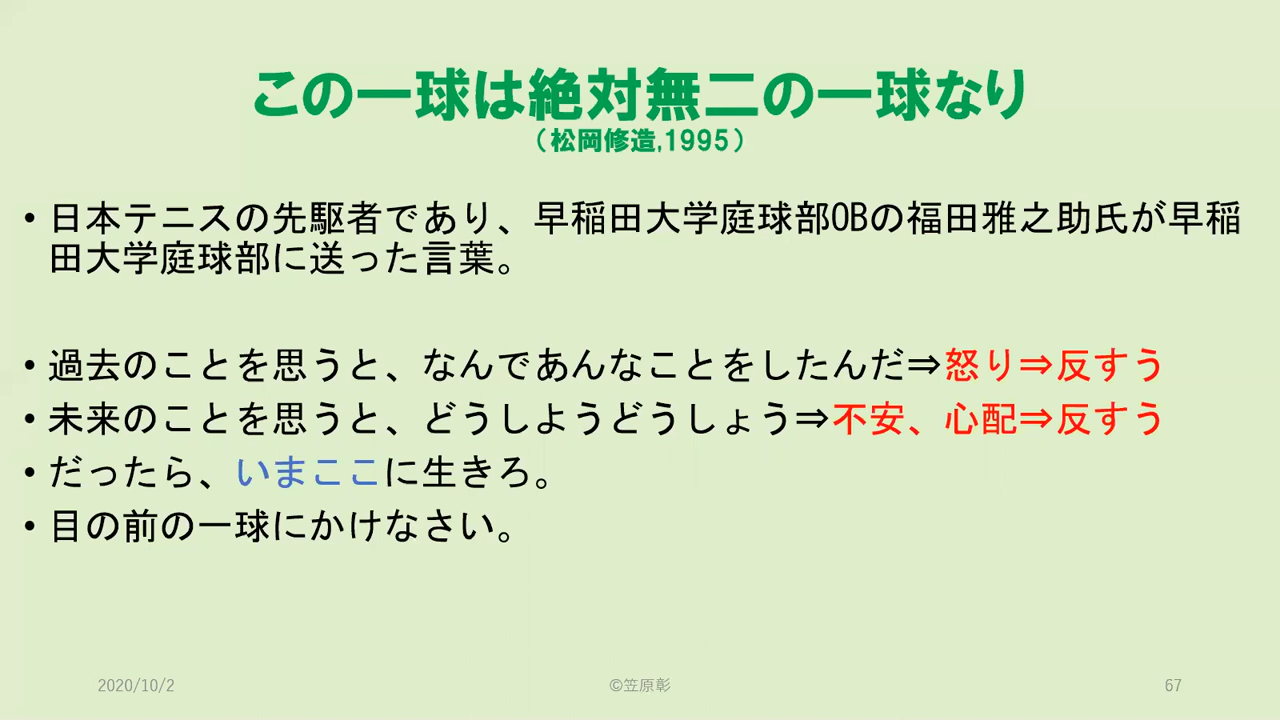 この一球は絶対無二の一球なり
（松岡修造,1995）
• 日本テニスの先駆者であり、早稲田大学庭球部OBの福田雅之助氏が早稲
田大学庭球部に送った言葉。
• 過去のことを思うと、なんであんなことをしたんだ⇒怒り⇒反すう
• 未来のことを思うと、どうしようどうしょう⇒不安、心配⇒反すう
• だったら、いまここに生きろ。
• 目の前の一球にかけなさい。
2020/10/2
©笠原彰
67